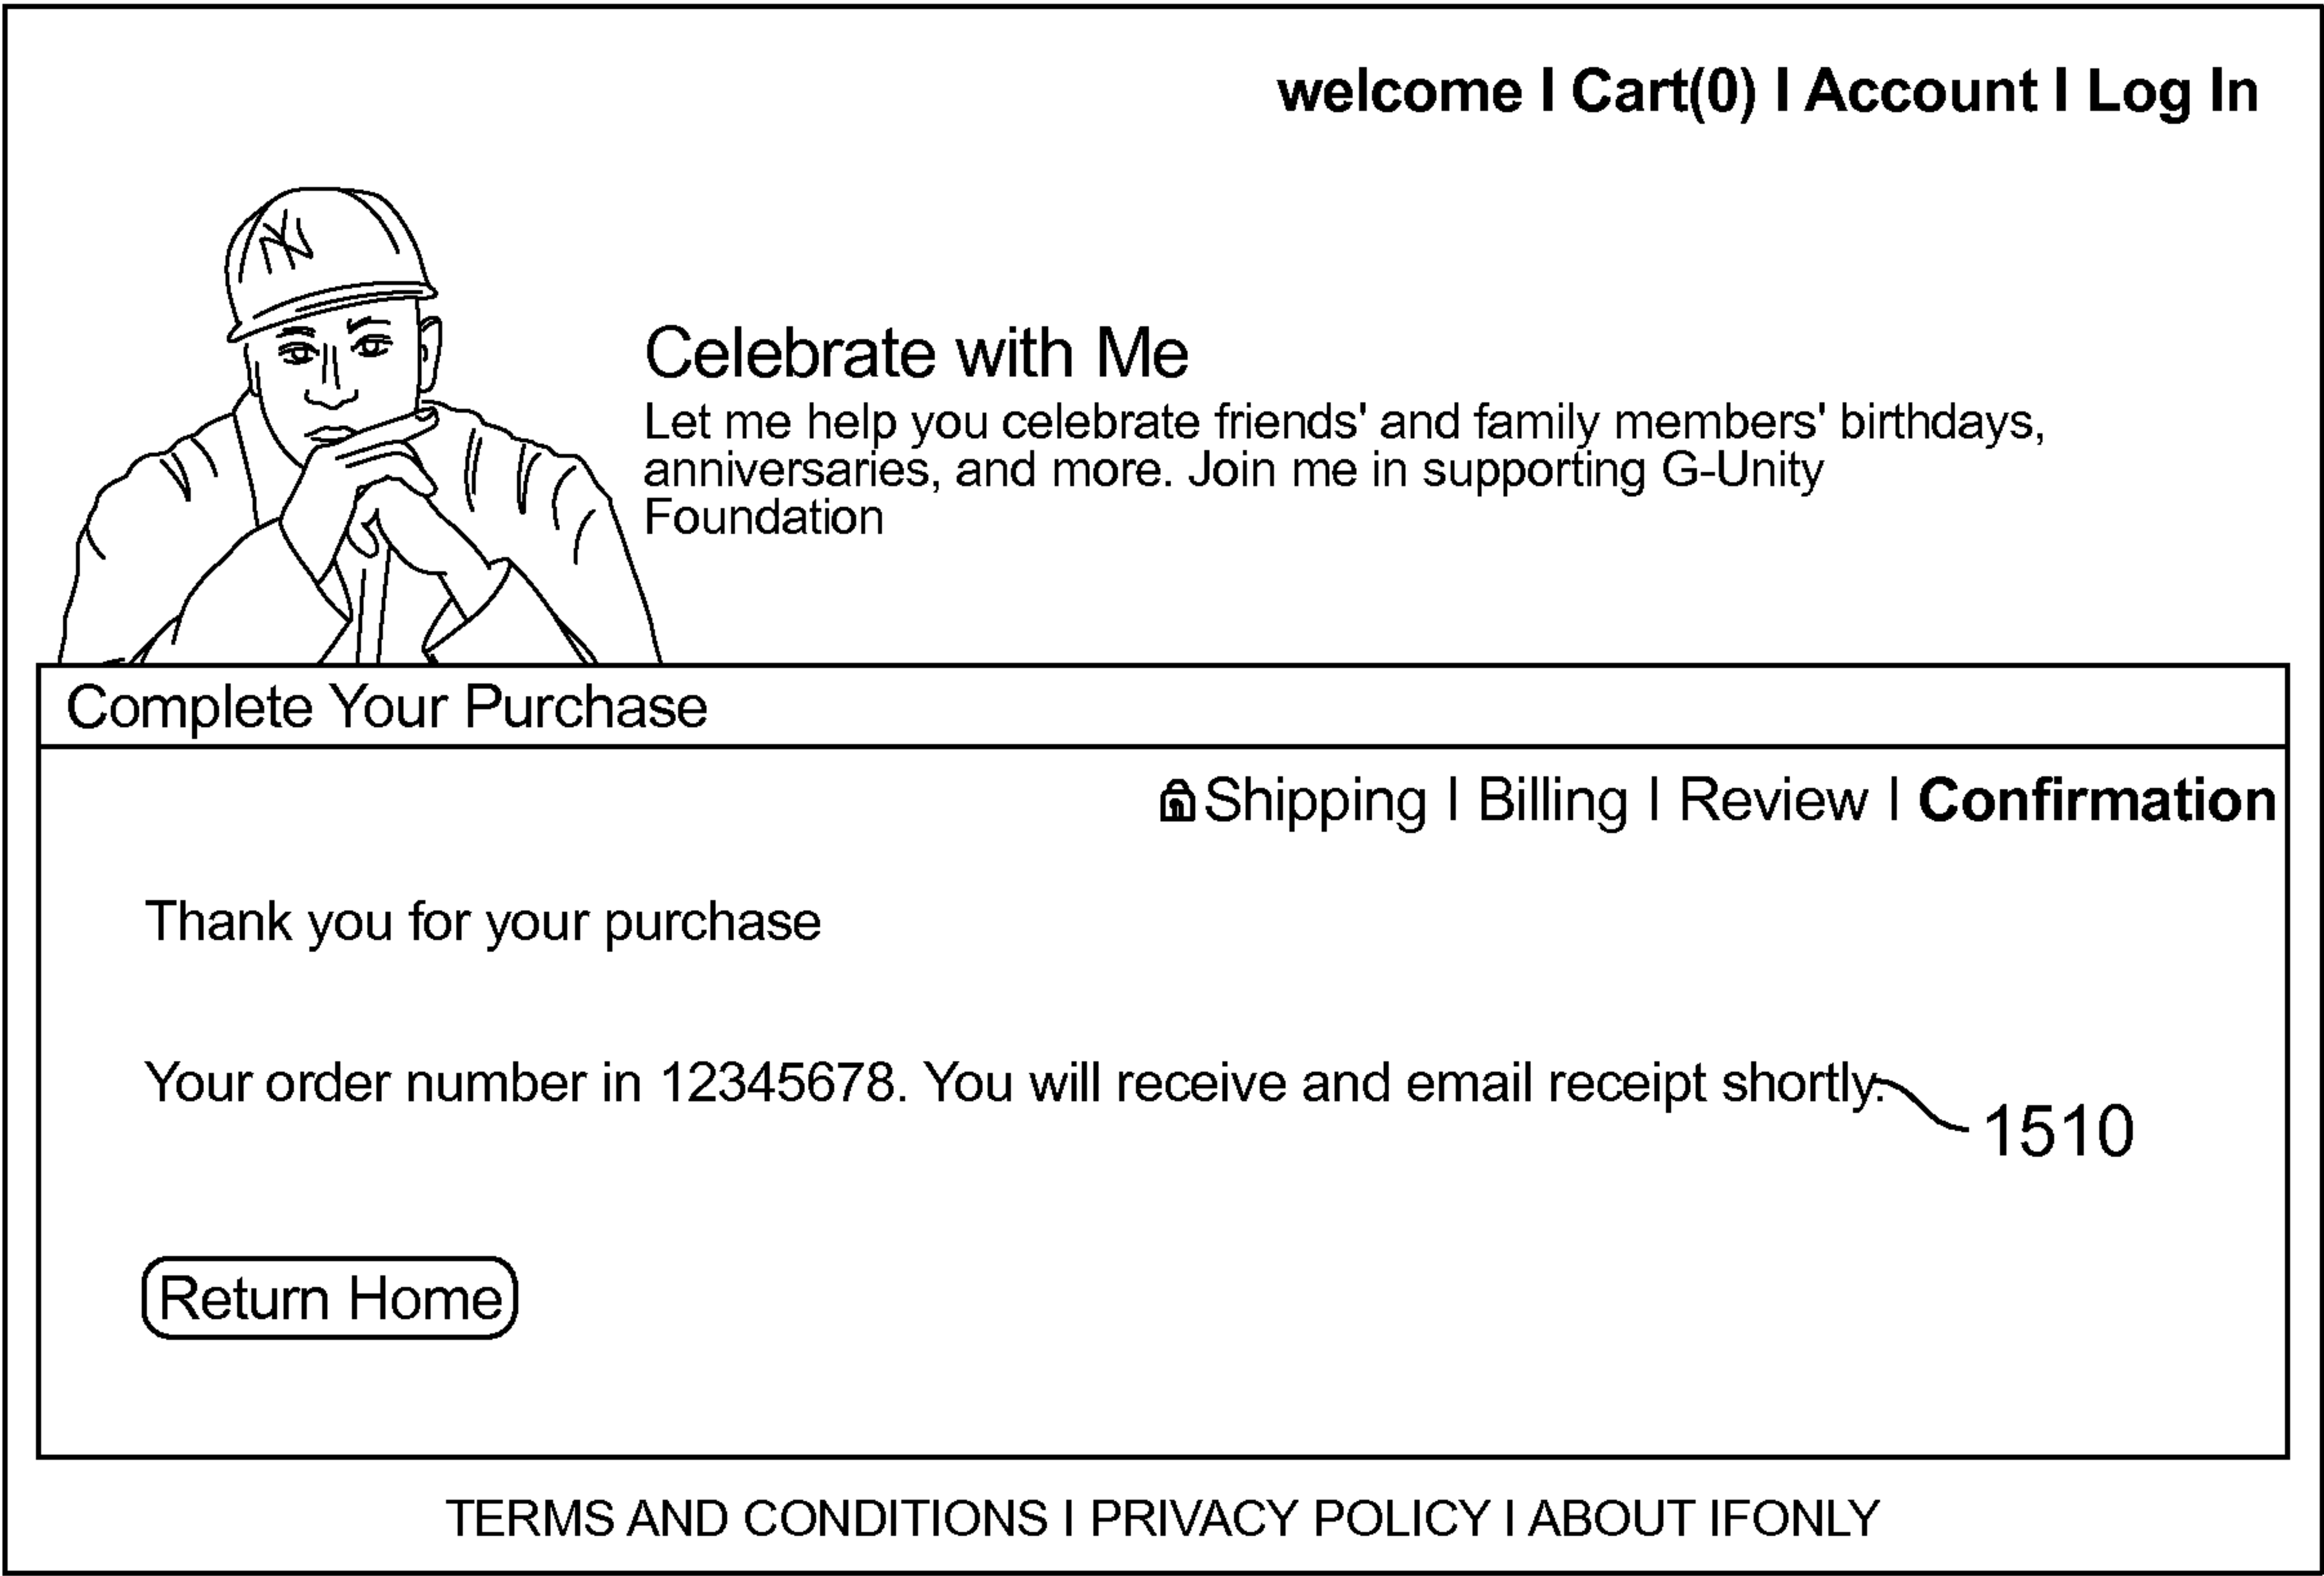 welcome I Cart(0) I Account I Log In
Celebrate with Me
Let me help you celebrate friends' and family members' birthdays,
anniversaries, and more. Join me in supporting G-Unity
Foundation
Complete Your Purchase
Shipping I Billing I Review I Confirmation
Thank you for your purchase
Your order number in 12345678. You will receive and email receipt shortly.
1510
Return Home
TERMS AND CONDITIONS I PRIVACY POLICY I ABOUT IFONLY